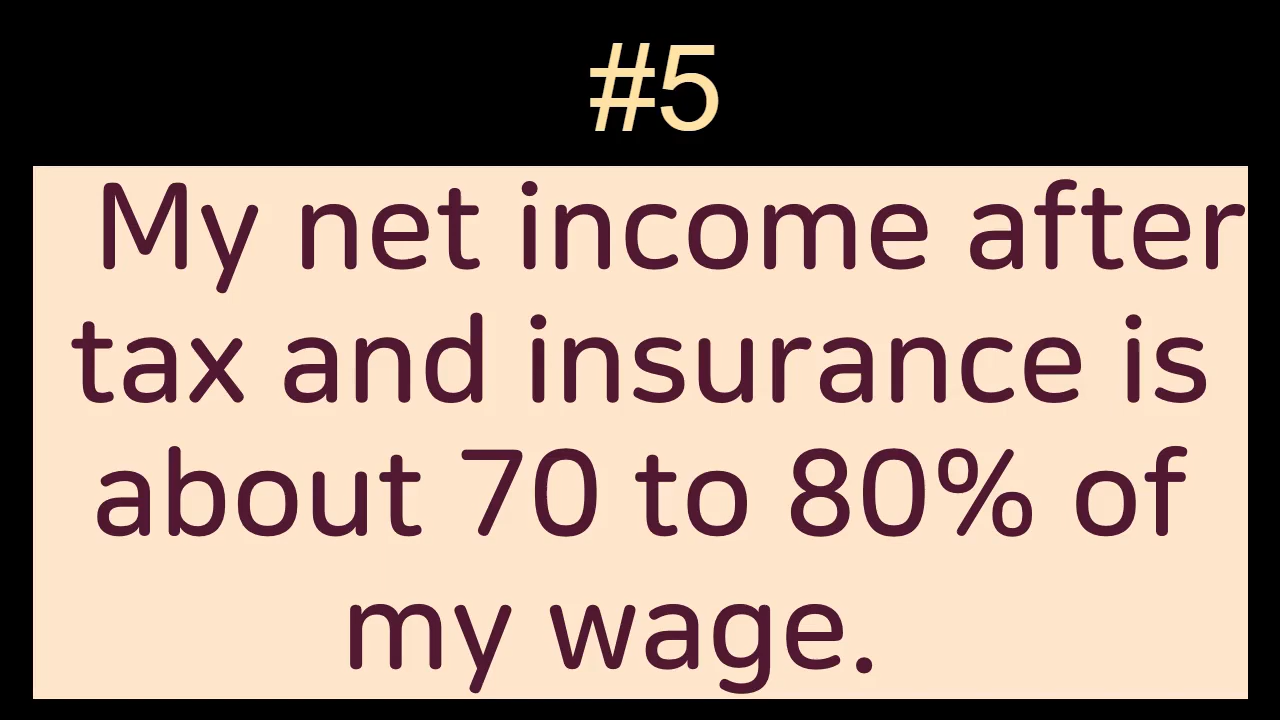 #5
My net income after
tax and insurance is
about 70 to 80% of
my wage.